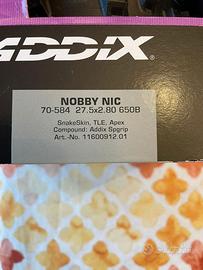 ADDIX®
NOBBY NIC
70-584 27.5x2.80 650B
SnakeSkin, TLE, Apex
Compound: Addix Spgrip
Art.-No. 11600912.01